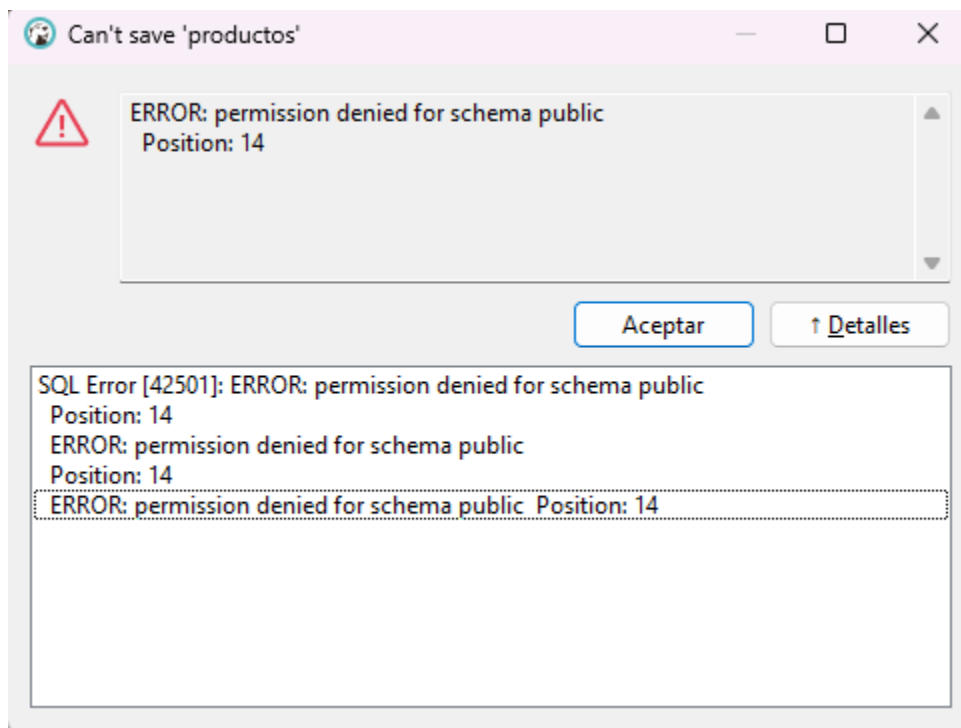 Can't save 'productos'
ERROR: permission denied for schema public
Position: 14
Aceptar
↑ Detalles
SQL Error [42501]: ERROR: permission denied for schema public
Position: 14
ERROR: permission denied for schema public
Position: 14
ERROR: permission denied for schema public  Position: 14